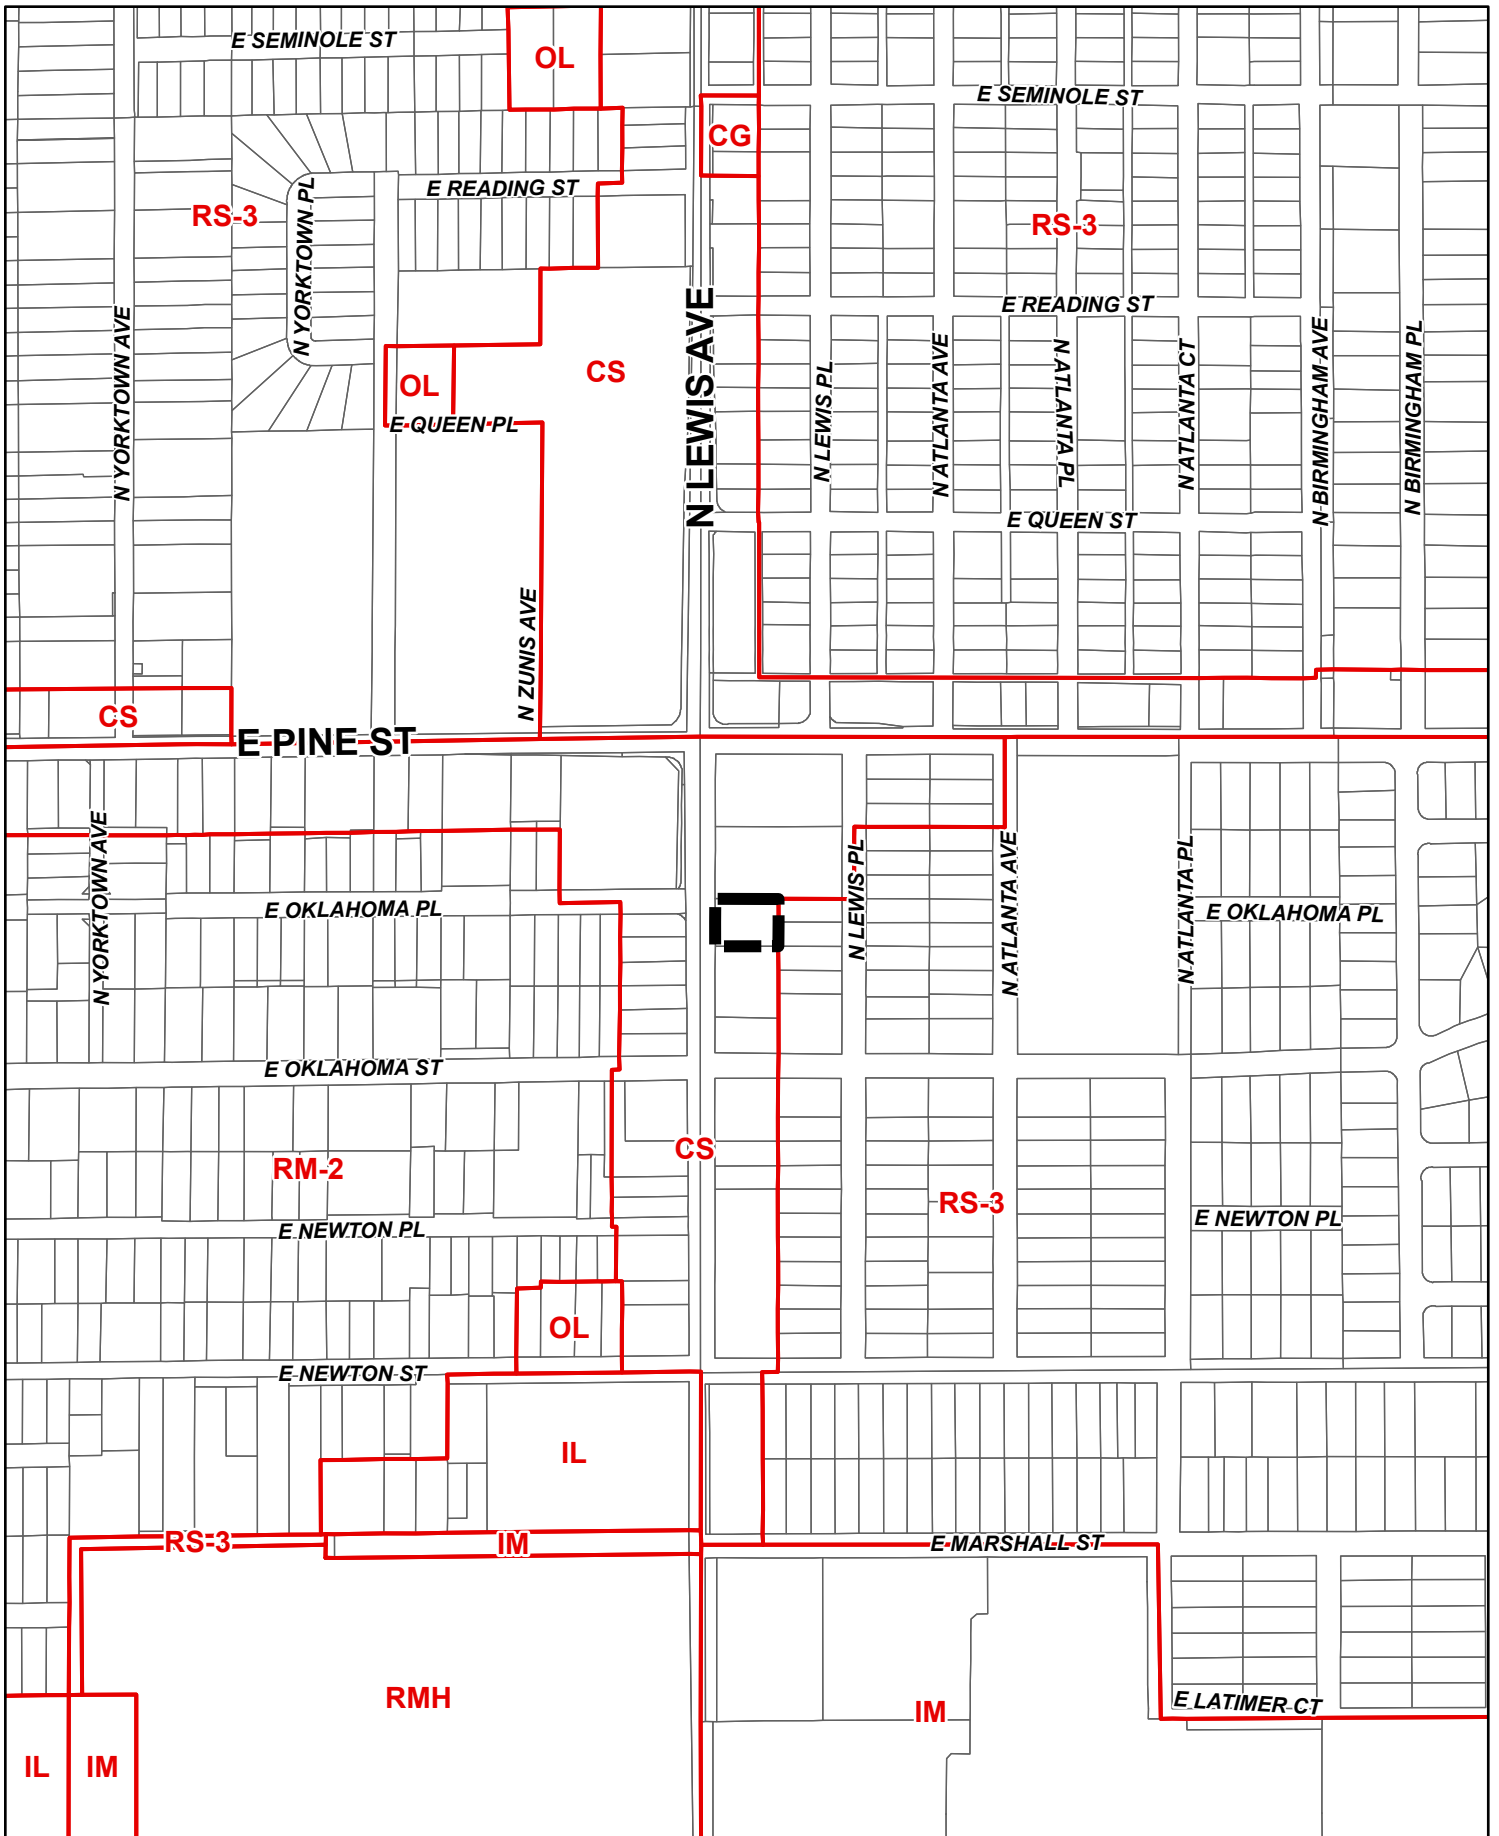 E SEMINOLE ST
OL
E SEMINOLE ST
CG
E READING ST
RS-3
N YORKTOWN PL
RS-3
E READING ST
N LEWIS AVE
N YORKTOWN AVE
CS
OL
E QUEEN PL
N LEWIS PL
N ATLANTA AVE
N ATLANTA PL
N ATLANTA CT
N BIRMINGHAM AVE
N BIRMINGHAM PL
E QUEEN ST
N ZUNIS AVE
CS
E PINE ST
N YORKTOWN AVE
N LEWIS PL
N ATLANTA AVE
N ATLANTA PL
E OKLAHOMA PL
E OKLAHOMA PL
E OKLAHOMA ST
CS
RM-2
RS-3
E NEWTON PL
E NEWTON PL
OL
E NEWTON ST
IL
RS-3
IM
E MARSHALL ST
RMH
IM
E LATIMER CT
IL
IM